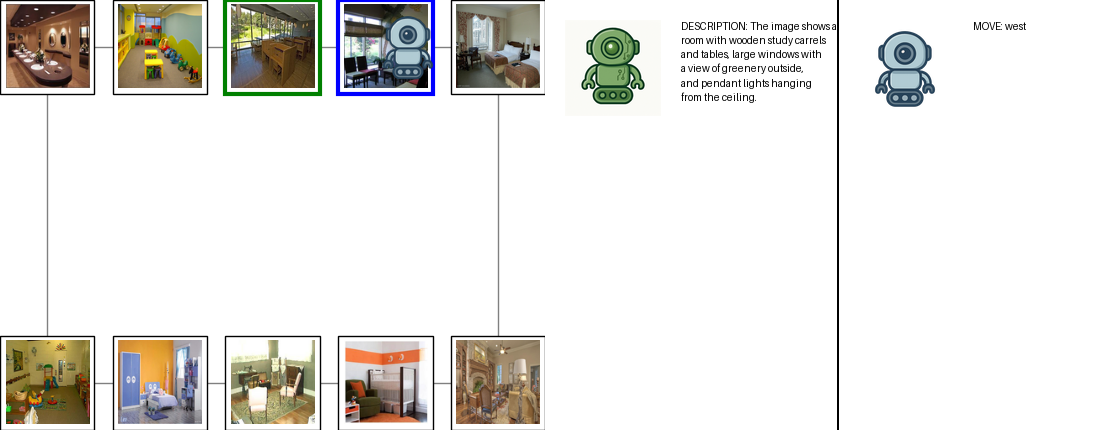 DESCRIPTION: The image shows a
room with wooden study carrels
and tables, large windows with
a view of greenery outside,
and pendant lights hanging
from the ceiling.
MOVE: west